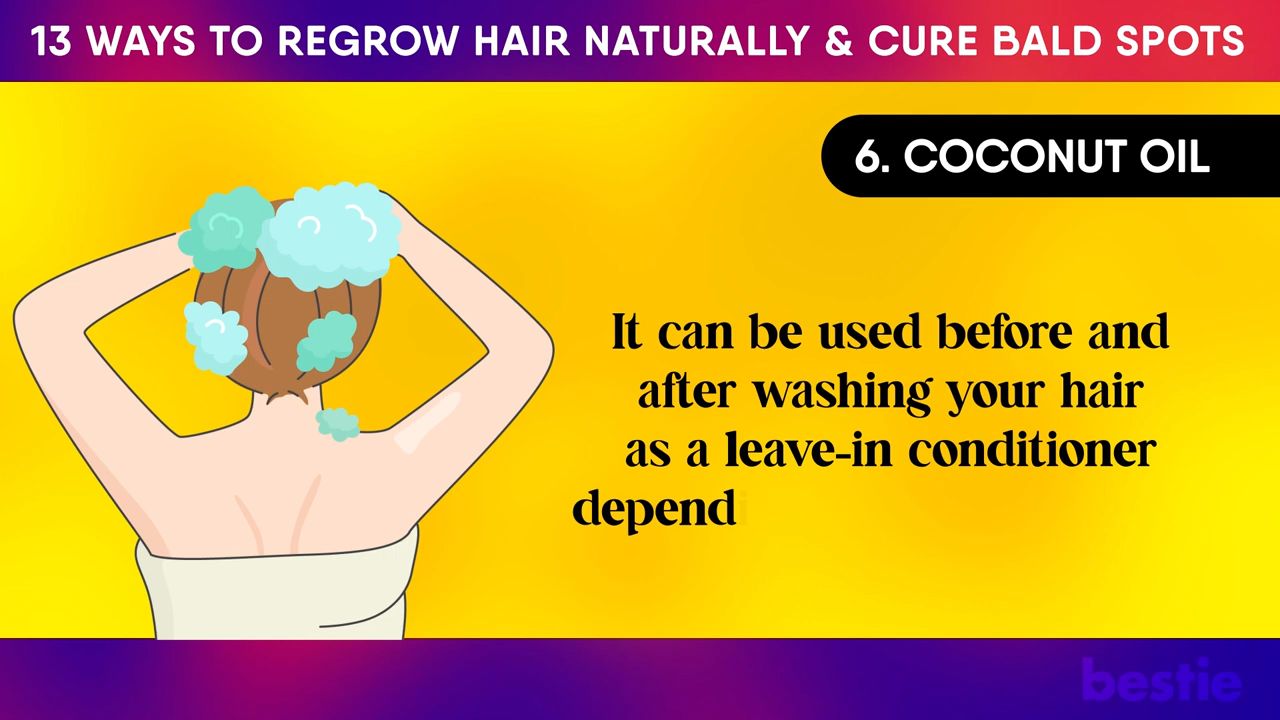 13 WAYS TO REGROW HAIR NATURALLY & CURE BALD SPOTS
6. COCONUT OIL
It can be used before and
after washing your hair
as a leave-in conditioner
depend
bestie